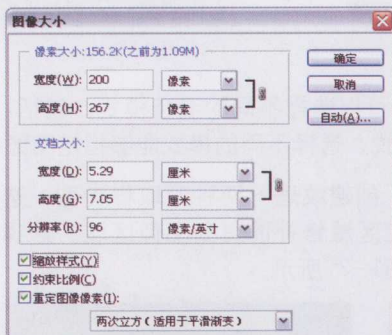 图像大小
像素大小:156.2K(之前为1.09M)
宽度(W): 200 像素
高度(H): 267 像素
确定
取消
自动(A)...
文档大小:
宽度(D): 5.29 厘米
高度(G): 7.05 厘米
分辨率(R): 96 像素/英寸
缩放样式(Y)
约束比例(C)
重定图像像素(I):
两次立方(适用于平滑渐变)